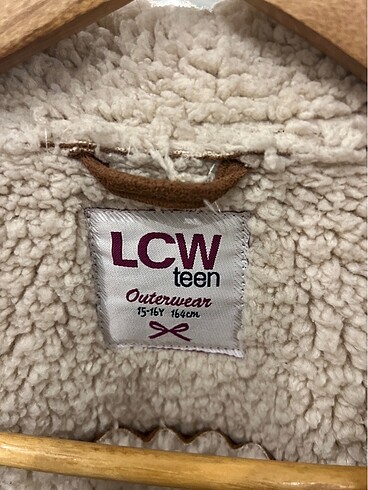 LCW
teen
Outerwear
15-16Y 164cm